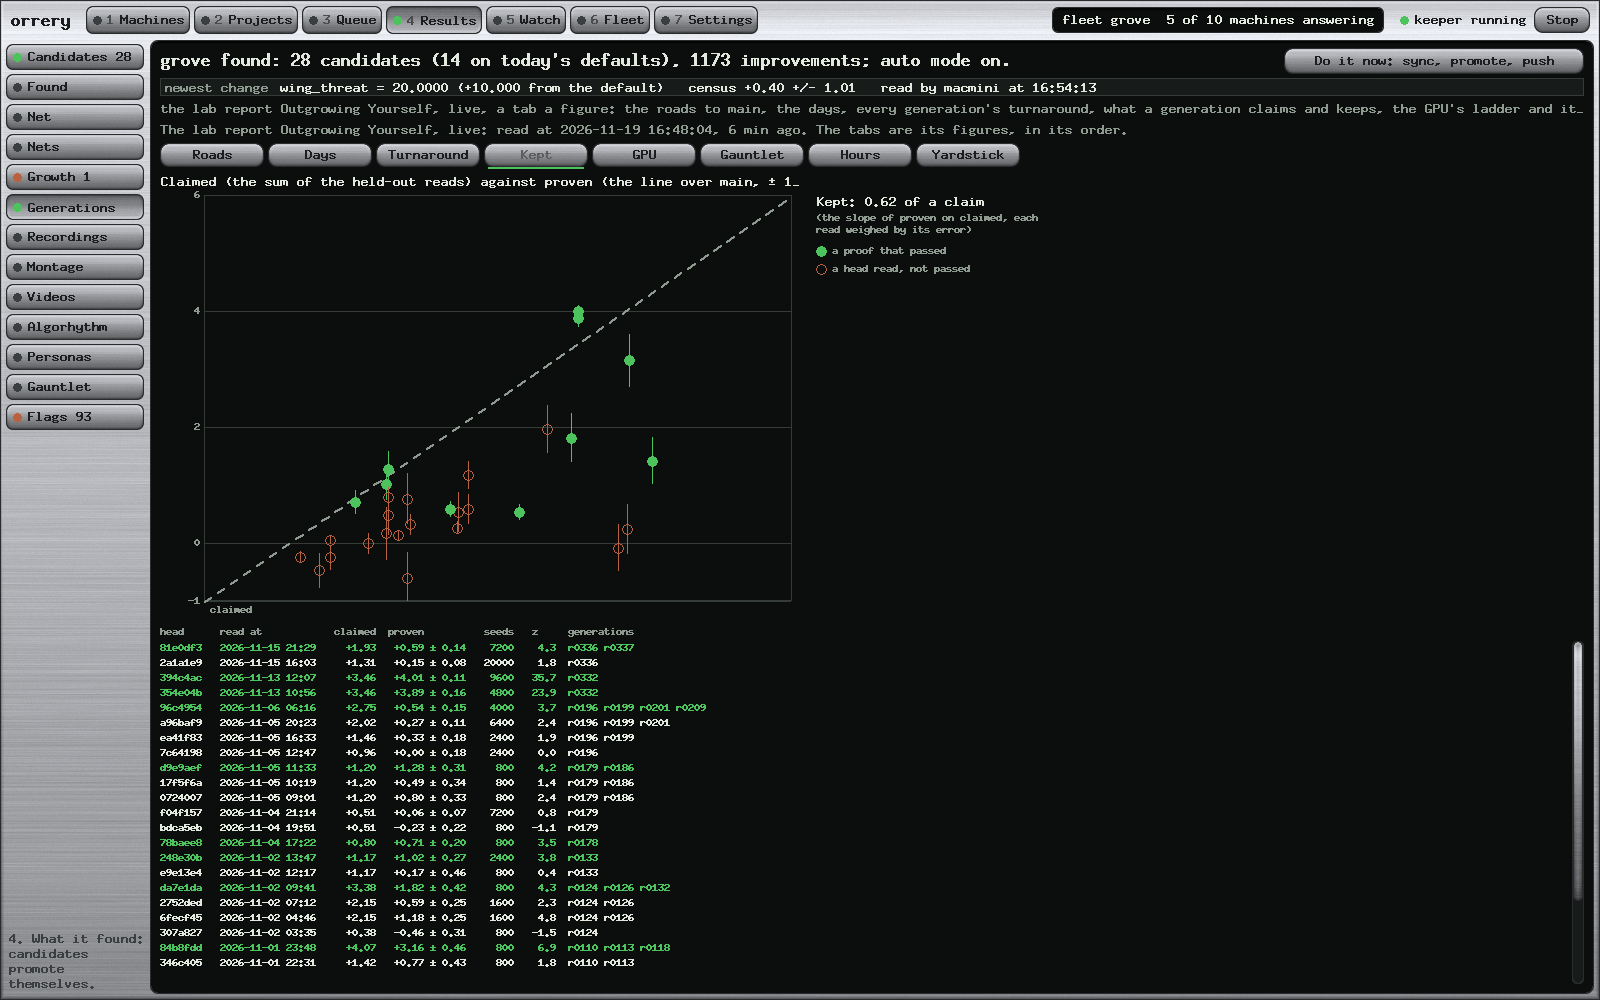 orrery
1 Machines
2 Projects
3 Queue
4 Results
5 Watch
6 Fleet
7 Settings
fleet grove 5 of 10 machines answering
keeper running
Stop
Candidates 28
Found
Net
Nets
Growth 1
Generations
Recordings
Montage
Videos
Algorhythm
Personas
Gauntlet
Flags 93
4. What it found:
candidates
promote
themselves.
grove found: 28 candidates (14 on today's defaults), 1173 improvements; auto mode on.
Do it now: sync, promote, push
newest change wing_threat = 20.0000 (+10.000 from the default) census +0.40 +/- 1.01 read by macmini at 16:54:13
the lab report Outgrowing Yourself, live, a tab a figure: the roads to main, the days, every generation's turnaround, what a generation claims and keeps, the GPU's ladder and it…
The lab report Outgrowing Yourself, live: read at 2026-11-19 16:48:04, 6 min ago. The tabs are its figures, in its order.
Roads
Days
Turnaround
Kept
GPU
Gauntlet
Hours
Yardstick
Claimed (the sum of the held-out reads) against proven (the line over main, ± 1…
6
4
2
0
-1
claimed
Kept: 0.62 of a claim
(the slope of proven on claimed, each
read weighed by its error)
a proof that passed
a head read, not passed
head read at claimed proven seeds z generations
81e0df3 2026-11-15 21:29 +1.93 +0.59 ± 0.14 7200 4.3 r0336 r0337
2a1a1e9 2026-11-15 16:03 +1.31 +0.15 ± 0.08 20000 1.8 r0336
394c4ac 2026-11-13 12:07 +3.46 +4.01 ± 0.11 9600 35.7 r0332
354e04b 2026-11-13 10:56 +3.46 +3.89 ± 0.16 4800 23.9 r0332
96c4954 2026-11-06 06:16 +2.75 +0.54 ± 0.15 4000 3.7 r0196 r0199 r0201 r0209
a96baf9 2026-11-05 20:23 +2.02 +0.27 ± 0.11 6400 2.4 r0196 r0199 r0201
ea41f83 2026-11-05 16:33 +1.46 +0.33 ± 0.18 2400 1.9 r0196 r0199
7c64198 2026-11-05 12:47 +0.96 +0.00 ± 0.18 2400 0.0 r0196
d9e9aef 2026-11-05 11:33 +1.20 +1.28 ± 0.31 800 4.2 r0179 r0186
17f5f6a 2026-11-05 10:19 +1.20 +0.49 ± 0.34 800 1.4 r0179 r0186
0724007 2026-11-05 09:01 +1.20 +0.80 ± 0.33 800 2.4 r0179 r0186
f04f157 2026-11-04 21:14 +0.51 +0.06 ± 0.07 7200 0.8 r0179
bdca5eb 2026-11-04 19:51 +0.51 -0.23 ± 0.22 800 -1.1 r0179
78baee8 2026-11-04 17:22 +0.80 +0.71 ± 0.20 800 3.5 r0178
248e30b 2026-11-02 13:47 +1.17 +1.02 ± 0.27 2400 3.8 r0133
e9e13e4 2026-11-02 12:17 +1.17 +0.17 ± 0.46 800 0.4 r0133
da7e1da 2026-11-02 09:41 +3.38 +1.82 ± 0.42 800 4.3 r0124 r0126 r0132
2752ded 2026-11-02 07:12 +2.15 +0.59 ± 0.25 1600 2.3 r0124 r0126
6fecf45 2026-11-02 04:46 +2.15 +1.18 ± 0.25 1600 4.8 r0124 r0126
307a827 2026-11-02 03:35 +0.38 -0.46 ± 0.31 800 -1.5 r0124
84b8fdd 2026-11-01 23:48 +4.07 +3.16 ± 0.46 800 6.9 r0110 r0113 r0118
346c405 2026-11-01 22:31 +1.42 +0.77 ± 0.43 800 1.8 r0110 r0113